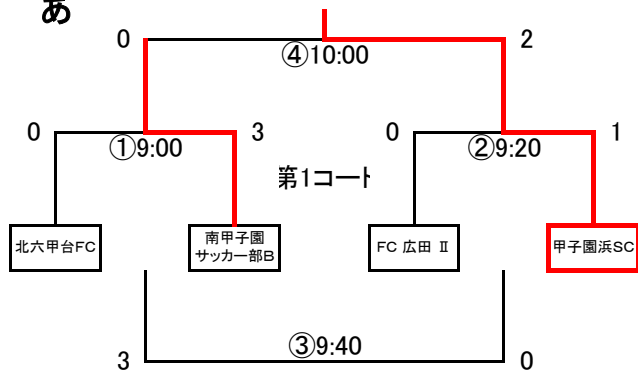 あ
0
2
④10:00
0
3
0
1
①9:00
②9:20
第1コート
北六甲台FC
南甲子園
サッカー部B
FC 広田 Ⅱ
甲子園浜SC
③9:40
3
0